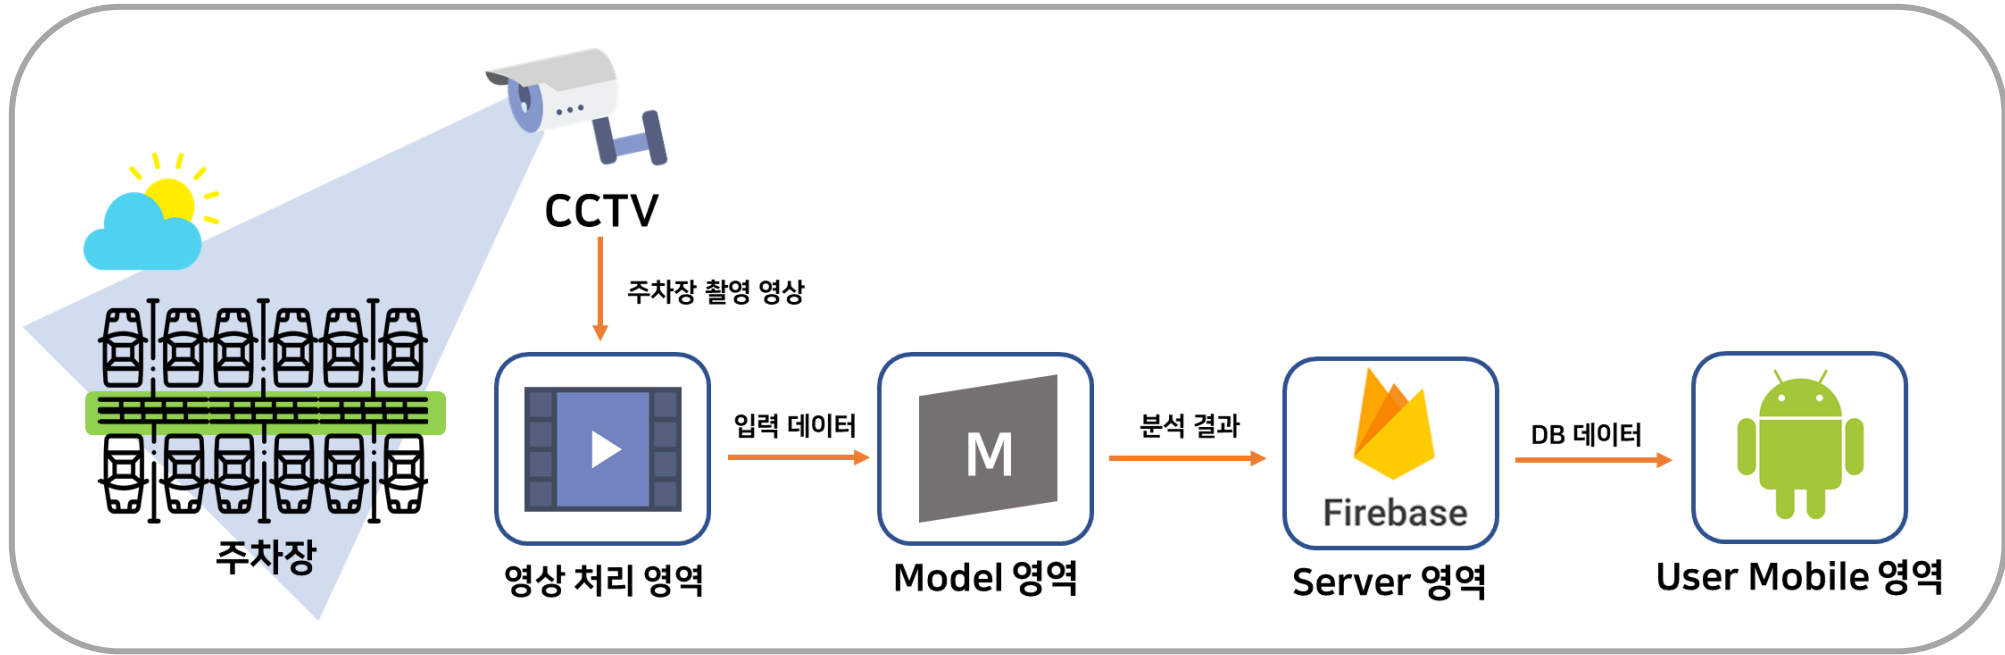 CCTV
주차장 촬영 영상
주차장
영상 처리 영역
입력 데이터
M
Model 영역
분석 결과
Firebase
Server 영역
DB 데이터
User Mobile 영역